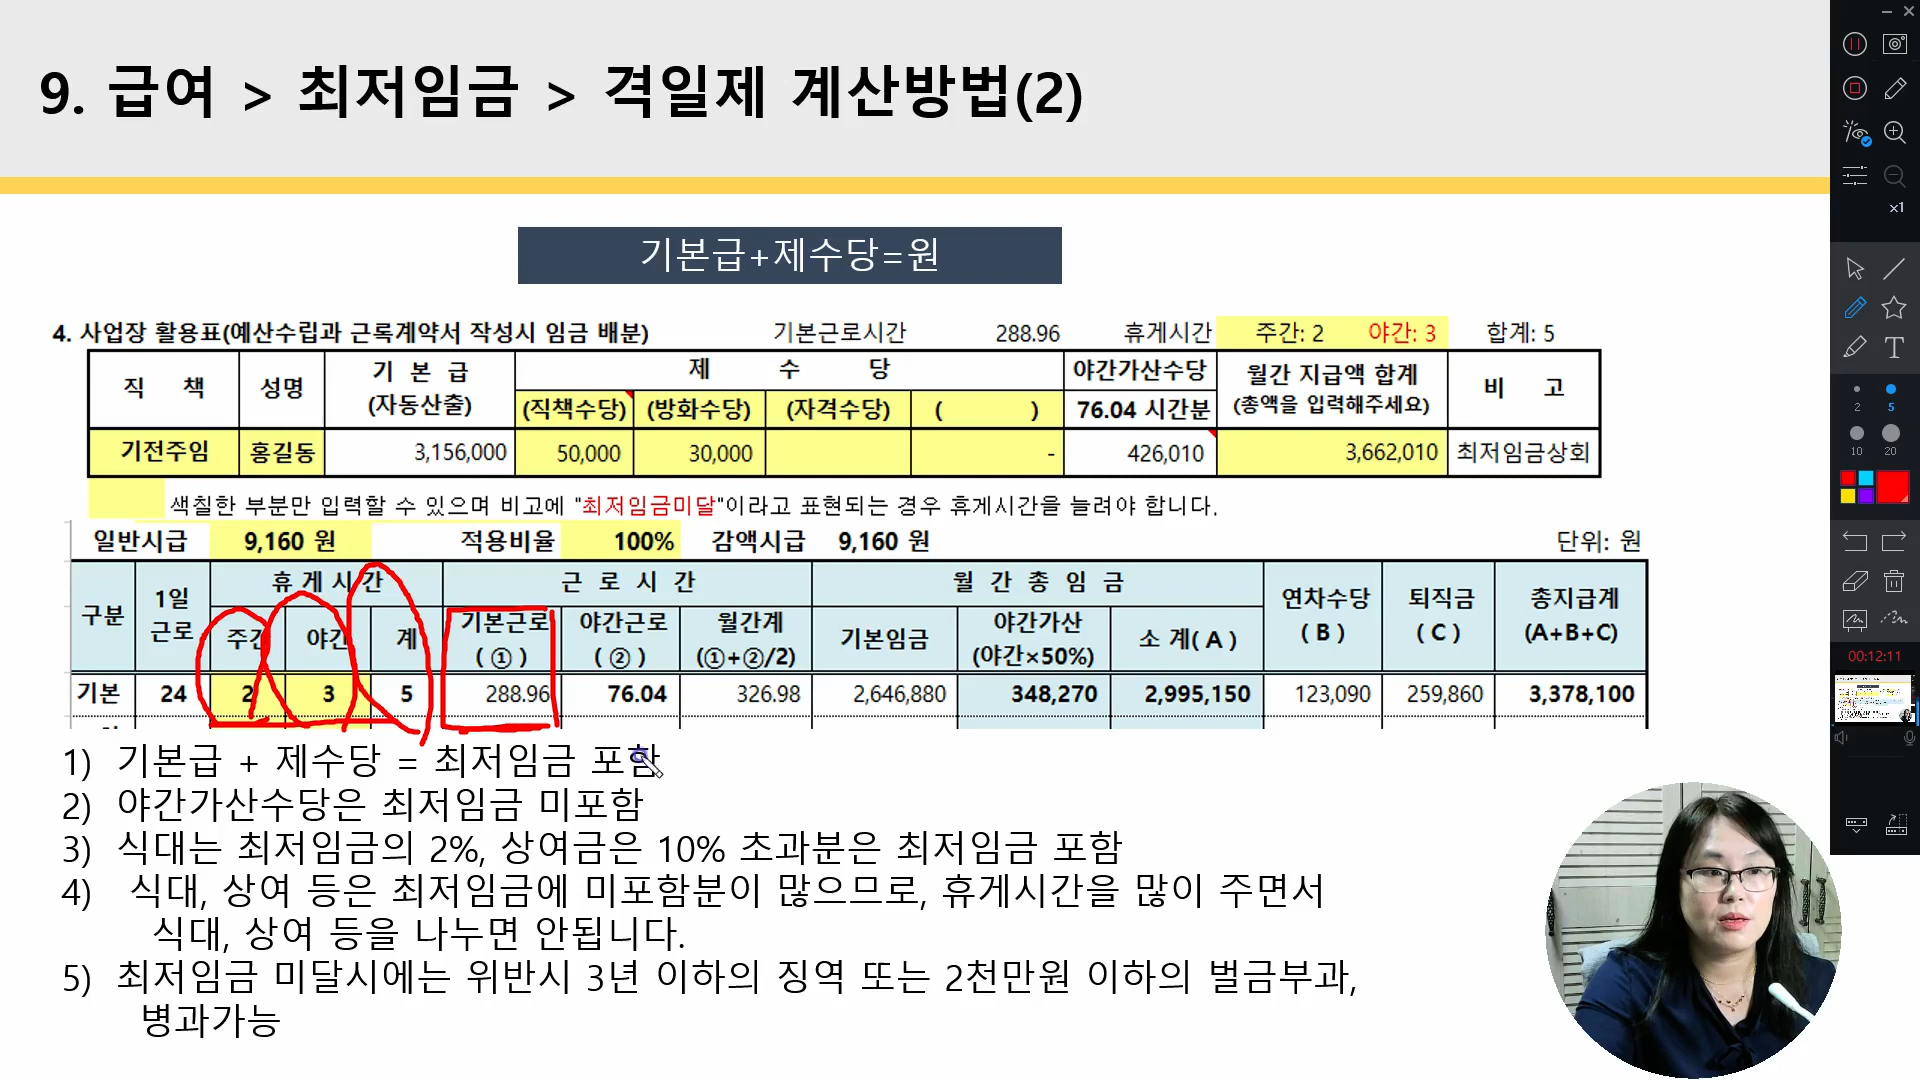 9. 급여 > 최저임금 > 격일제 계산방법(2)
기본급+제수당=원
4. 사업장 활용표(예산수립과 근록계약서 작성시 임금 배분) 기본근로시간 288.96 휴게시간 주간: 2 야간: 3 합계: 5
직 책 성명 기 본 급 (자동산출) 제 수 당 야간가산수당 월간 지급액 합계 (총액을 입력해주세요) 비 고
(직책수당) (방화수당) (자격수당) ( ) 76.04 시간분
기전주임 홍길동 3,156,000 50,000 30,000 - 426,010 3,662,010 최저임금상회
색칠한 부분만 입력할 수 있으며 비고에 "최저임금미달"이라고 표현되는 경우 휴게시간을 늘려야 합니다.
일반시급 9,160 원 적용비율 100% 감액시급 9,160 원 단위: 원
구분 1일 근로 휴 게 시 간 근 로 시 간 월 간 총 임 금 연차수당 ( B ) 퇴직금 ( C ) 총지급계 (A+B+C)
주간 야간 계 기본근로 ( ① ) 야간근로 ( ② ) 월간계 (①+②/2) 기본임금 야간가산 (야간×50%) 소 계( A )
기본 24 2 3 5 288.96 76.04 326.98 2,646,880 348,270 2,995,150 123,090 259,860 3,378,100
1) 기본급 + 제수당 = 최저임금 포함
2) 야간가산수당은 최저임금 미포함
3) 식대는 최저임금의 2%, 상여금은 10% 초과분은 최저임금 포함
4) 식대, 상여 등은 최저임금에 미포함분이 많으므로, 휴게시간을 많이 주면서
식대, 상여 등을 나누면 안됩니다.
5) 최저임금 미달시에는 위반시 3년 이하의 징역 또는 2천만원 이하의 벌금부과,
병과가능
x1
T
2 5
10 20
00:12:11